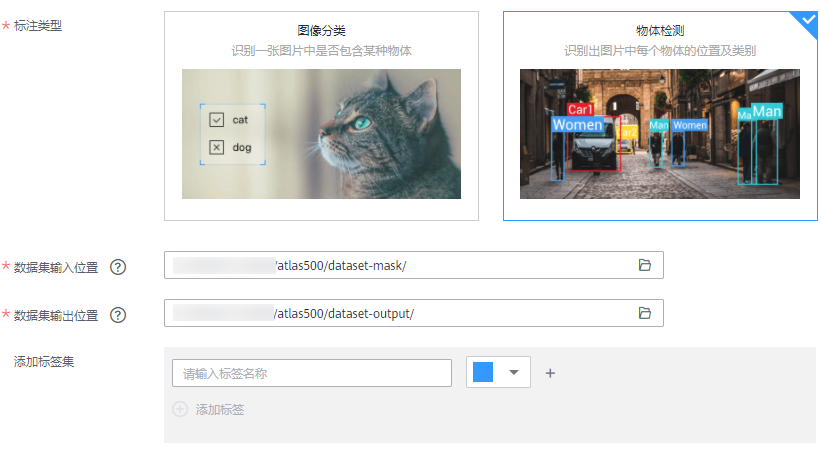 * 标注类型
图像分类
识别一张图片中是否包含某种物体
cat
dog
物体检测
识别出图片中每个物体的位置及类别
Car1
Women
Car2
Man
Women
Ma
Man
* 数据集输入位置 ?
/atlas500/dataset-mask/
* 数据集输出位置 ?
/atlas500/dataset-output/
添加标签集
请输入标签名称
+
添加标签